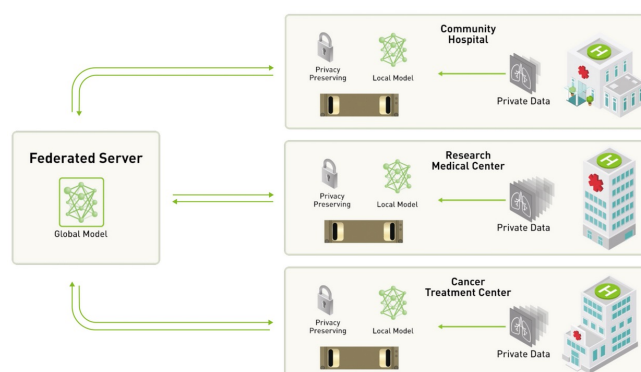 Federated Server
Global Model
Community
Hospital
Privacy
Preserving
Local Model
Private Data
H
Research
Medical Center
Privacy
Preserving
Local Model
Private Data
H
Cancer
Treatment Center
Privacy
Preserving
Local Model
Private Data
H